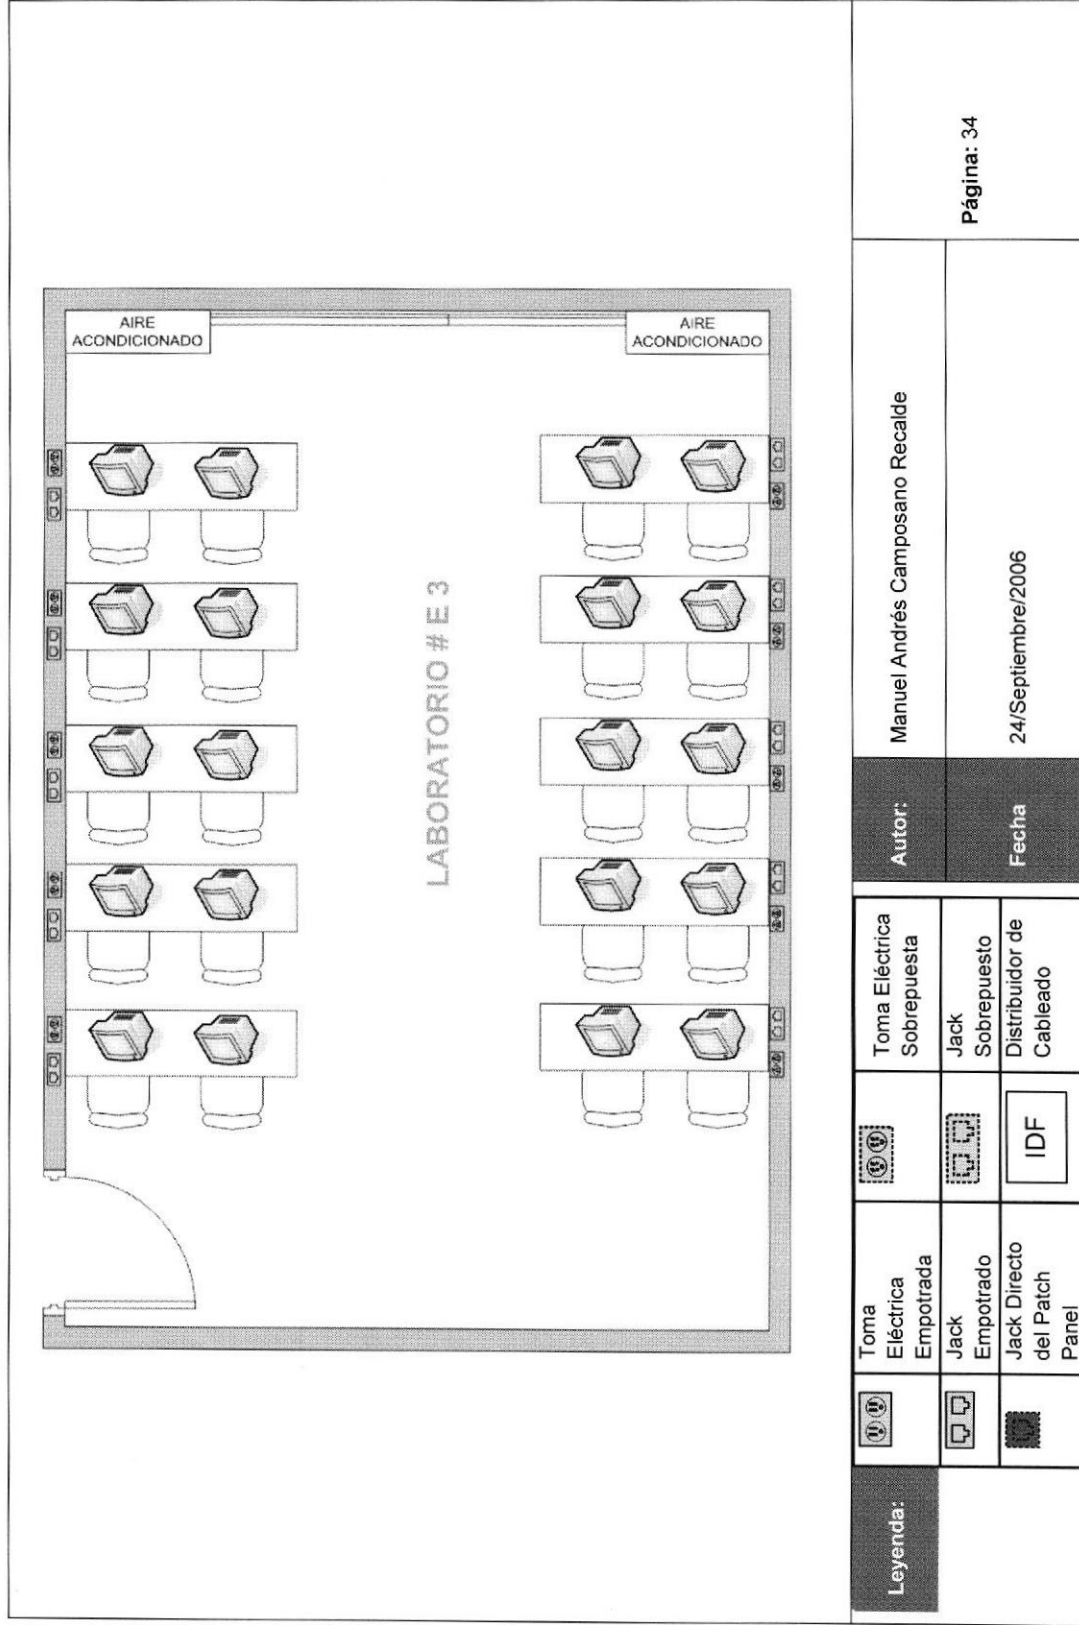 AIRE
ACONDICIONADO
AIRE
ACONDICIONADO
LABORATORIO # E 3
Leyenda:
Toma
Eléctrica
Empotrada
Toma Eléctrica
Sobrepuesta
Jack
Empotrado
Jack
Sobrepuesto
Jack Directo
del Patch
Panel
IDF
Distribuidor de
Cableado
Autor:
Manuel Andrés Camposano Recalde
Fecha
24/Septiembre/2006
Página: 34